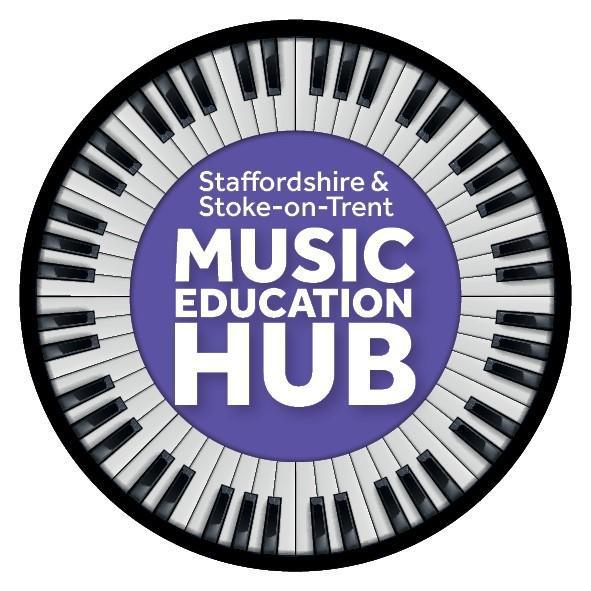 Staffordshire &
Stoke-on-Trent
MUSIC
EDUCATION
HUB